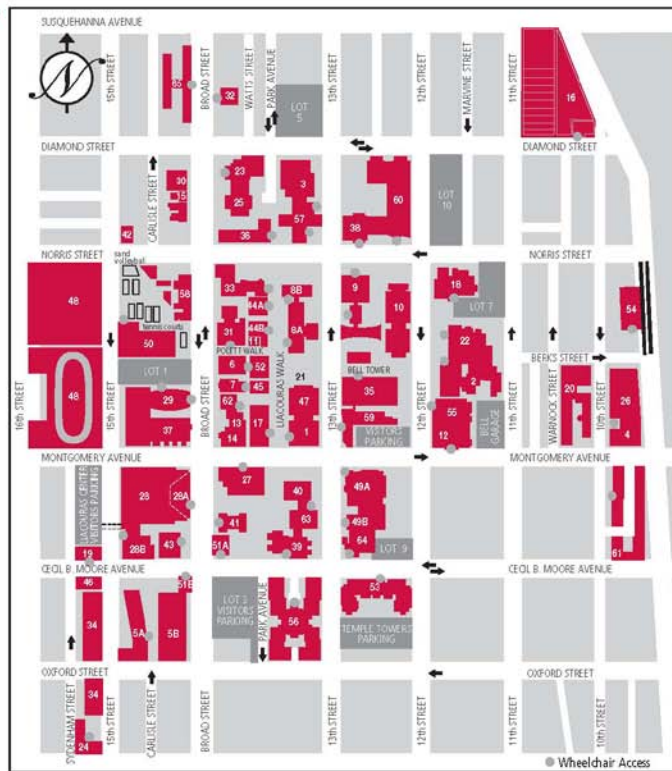 SUSQUEHANNA AVENUE
N
15th STREET
BROAD STREET
WATTS STREET
PARK AVENUE
13th STREET
12th STREET
MARVINE STREET
11th STREET
65
32
LOT
5
16
DIAMOND STREET
DIAMOND STREET
CARLISLE STREET
30
15
42
23
25
36
3
57
60
38
LOT
10
NORRIS STREET
NORRIS STREET
48
sand
volleyball
tennis courts
58
50
33
44A
44B
11
31
8B
8A
9
10
18
LOT 7
54
POLETT WALK
BELL TOWER
BERKS STREET
48
LOT 1
29
37
6
7
62
13
14
52
45
17
LIACOURAS WALK
21
47
1
35
59
VISITORS
PARKING
22
2
55
12
BELL
GARAGE
20
26
4
16th STREET
15th STREET
BROAD STREET
13th STREET
12th STREET
11th STREET
WARNOCK STREET
10th STREET
MONTGOMERY AVENUE
MONTGOMERY AVENUE
LIACOURAS CENTER
VISITORS PARKING
28
28A
28B
43
27
41
51A
40
63
39
49A
49B
64
LOT 9
61
19
CECIL B. MOORE AVENUE
CECIL B. MOORE AVENUE
46
34
5A
5B
51B
VISITORS
PARKING
PARK AVENUE
56
53
TEMPLE TOWERS
PARKING
OXFORD STREET
OXFORD STREET
34
24
SYDENHAM STREET
15th STREET
CARLISLE STREET
BROAD STREET
13th STREET
12th STREET
11th STREET
10th STREET
Wheelchair Access